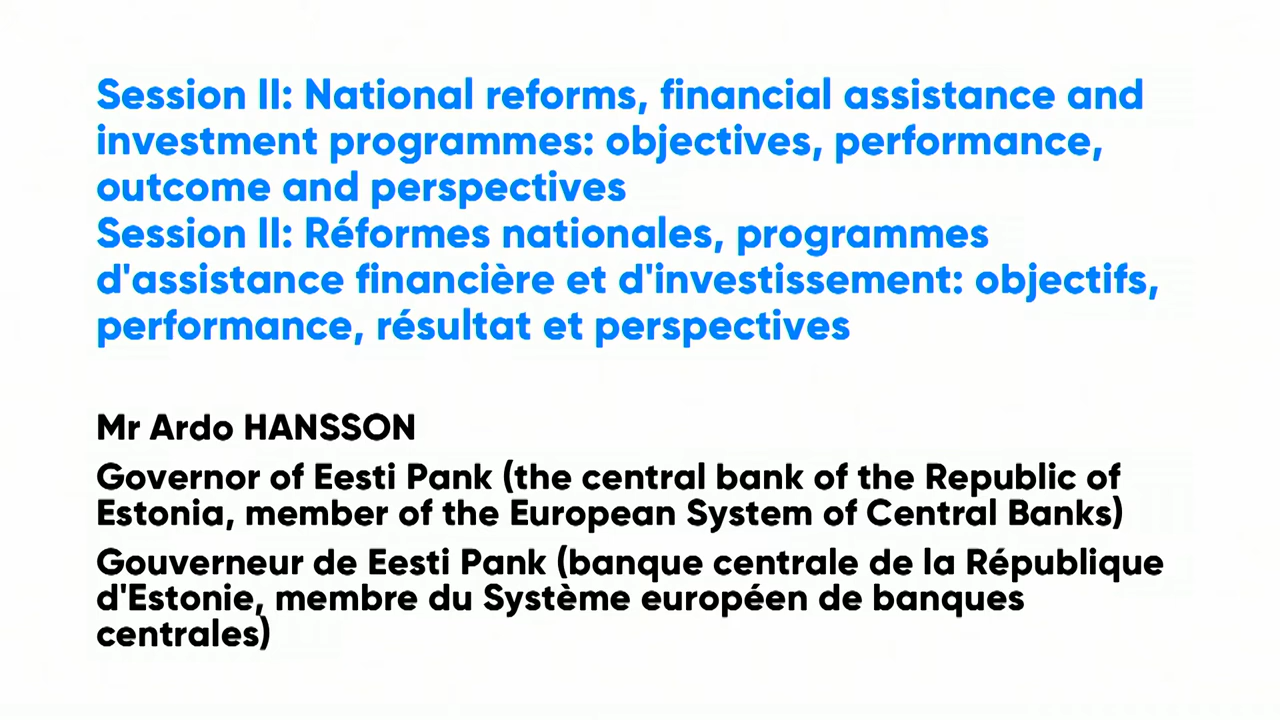 Session II: National reforms, financial assistance and
investment programmes: objectives, performance,
outcome and perspectives
Session II: Réformes nationales, programmes
d'assistance financière et d'investissement: objectifs,
performance, résultat et perspectives
Mr Ardo HANSSON
Governor of Eesti Pank (the central bank of the Republic of
Estonia, member of the European System of Central Banks)
Gouverneur de Eesti Pank (banque centrale de la République
d'Estonie, membre du Système européen de banques
centrales)